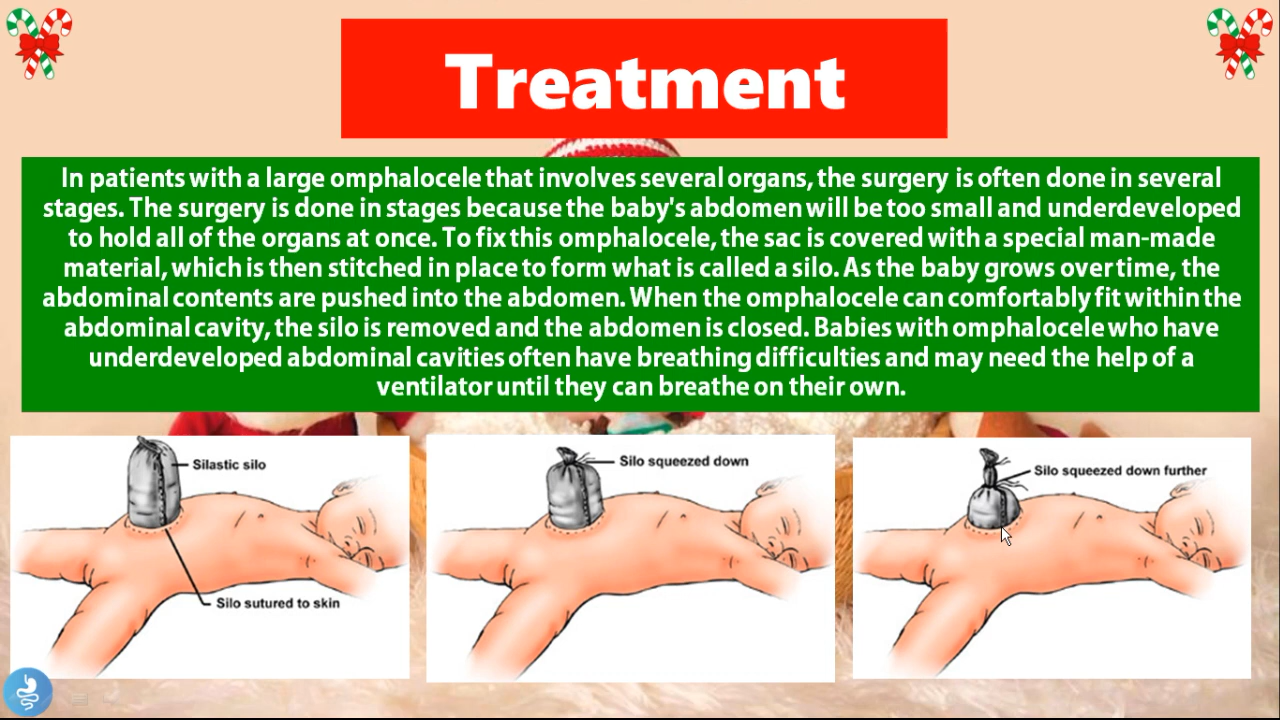 Treatment
In patients with a large omphalocele that involves several organs, the surgery is often done in several
stages. The surgery is done in stages because the baby's abdomen will be too small and underdeveloped
to hold all of the organs at once. To fix this omphalocele, the sac is covered with a special man-made
material, which is then stitched in place to form what is called a silo. As the baby grows over time, the
abdominal contents are pushed into the abdomen. When the omphalocele can comfortably fit within the
abdominal cavity, the silo is removed and the abdomen is closed. Babies with omphalocele who have
underdeveloped abdominal cavities often have breathing difficulties and may need the help of a
ventilator until they can breathe on their own.
Silastic silo
Silo sutured to skin
Silo squeezed down
Silo squeezed down further